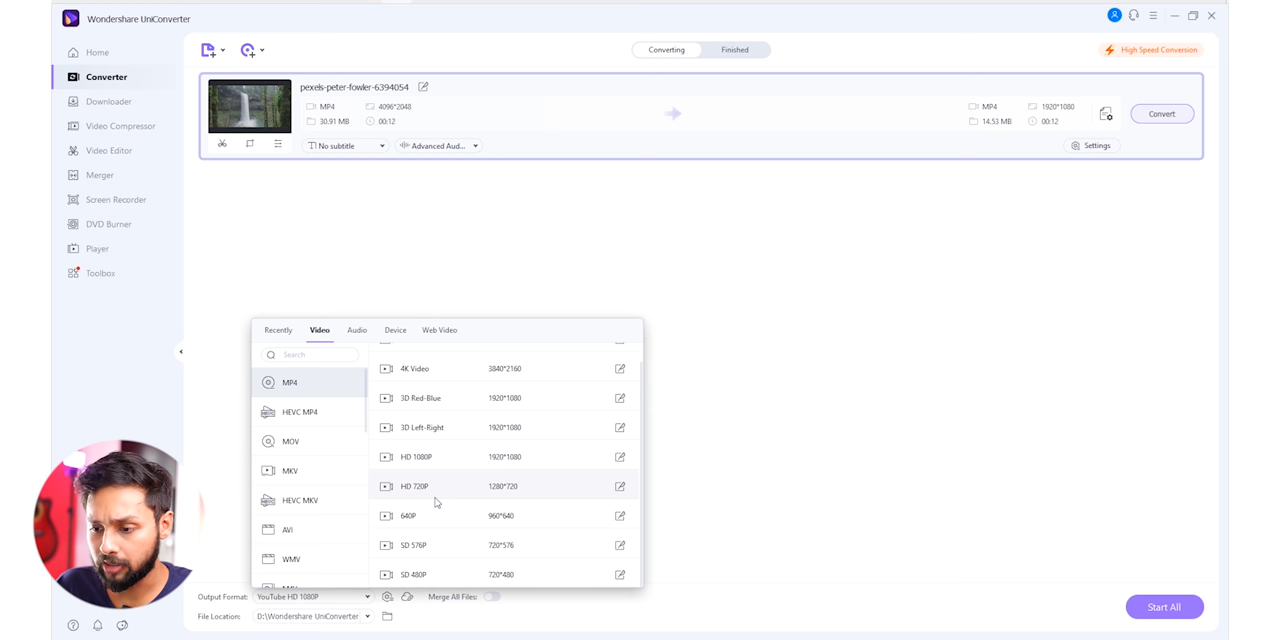 Wondershare UniConverter
Home
Converter
Downloader
Video Compressor
Video Editor
Merger
Screen Recorder
DVD Burner
Player
Toolbox
Converting
Finished
High Speed Conversion
pexels-peter-fowler-6394054
MP4 4096*2048
30.91 MB 00:12
MP4 1920*1080
14.53 MB 00:12
Convert
No subtitle
Advanced Aud...
Settings
Recently Video Audio Device Web Video
Search
MP4
HEVC MP4
MOV
MKV
HEVC MKV
AVI
WMV
4K Video 3840*2160
3D Red-Blue 1920*1080
3D Left-Right 1920*1080
HD 1080P 1920*1080
HD 720P 1280*720
640P 960*640
SD 576P 720*576
SD 480P 720*480
Output Format: YouTube HD 1080P
Merge All Files:
File Location: D:\Wondershare UniConverter
Start All